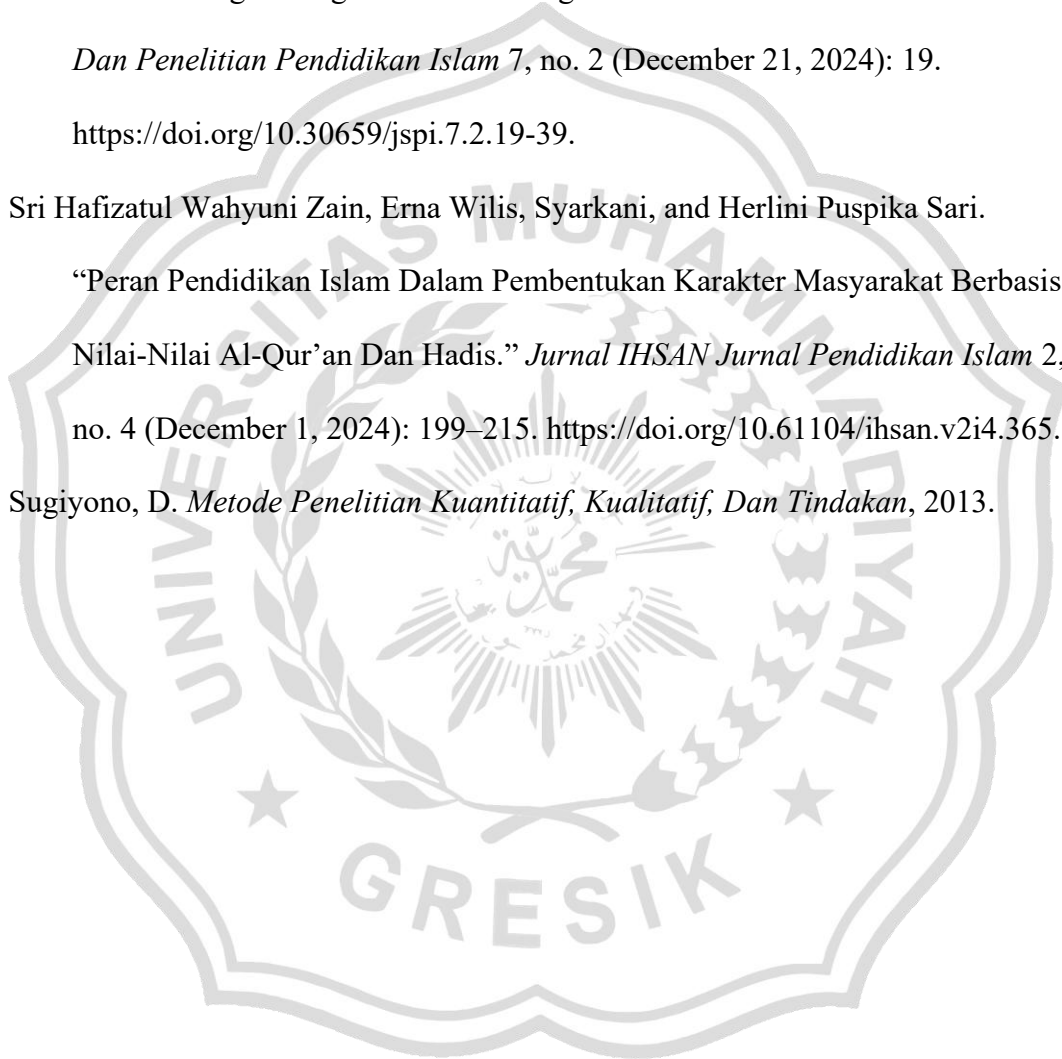 Dan Penelitian Pendidikan Islam 7, no. 2 (December 21, 2024): 19.
https://doi.org/10.30659/jspi.7.2.19-39.
Sri Hafizatul Wahyuni Zain, Erna Wilis, Syarkani, and Herlini Puspika Sari.
“Peran Pendidikan Islam Dalam Pembentukan Karakter Masyarakat Berbasis
Nilai-Nilai Al-Qur’an Dan Hadis.” Jurnal IHSAN Jurnal Pendidikan Islam 2,
no. 4 (December 1, 2024): 199–215. https://doi.org/10.61104/ihsan.v2i4.365.
Sugiyono, D. Metode Penelitian Kuantitatif, Kualitatif, Dan Tindakan, 2013.
UNIVERSITAS MUHAMMADIYAH
GRESIK